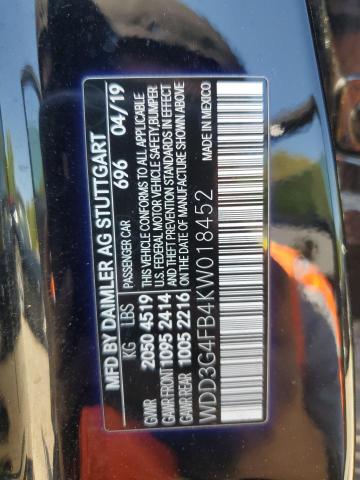 MFD BY DAIMLER AG STUTTGART
KG LBS PASSENGER CAR 696 04/19
GVWR 2050 4519 THIS VEHICLE CONFORMS TO ALL APPLICABLE
U.S. FEDERAL MOTOR VEHICLE SAFETY, BUMPER
GAWR FRONT 1095 2414 AND THEFT PREVENTION STANDARDS IN EFFECT
GAWR REAR 1005 2216 ON THE DATE OF MANUFACTURE SHOWN ABOVE
WDD3G4FB4KW018452 MADE IN MEXICO